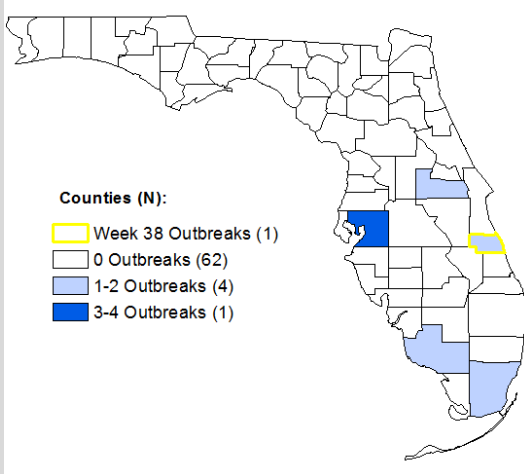 Counties (N):
Week 38 Outbreaks (1)
0 Outbreaks (62)
1-2 Outbreaks (4)
3-4 Outbreaks (1)